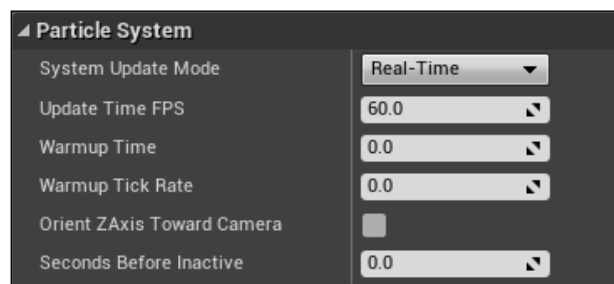 Particle System
System Update Mode Real-Time
Update Time FPS 60.0
Warmup Time 0.0
Warmup Tick Rate 0.0
Orient ZAxis Toward Camera
Seconds Before Inactive 0.0